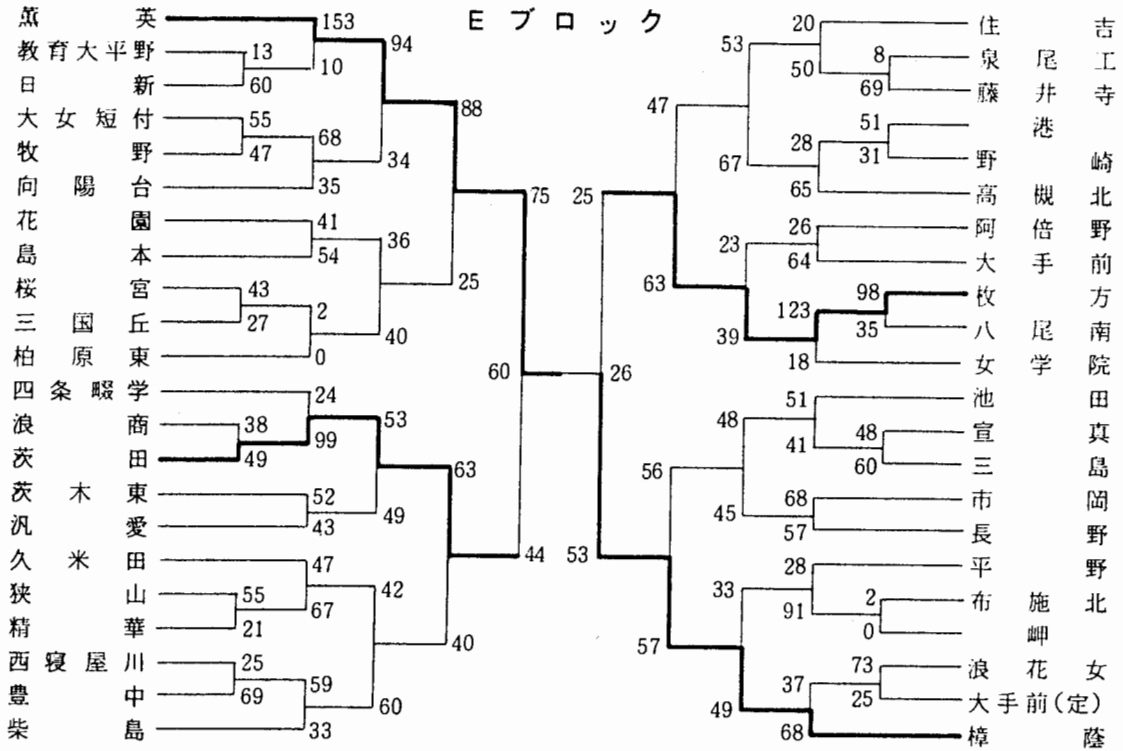 Eブロック
薫英
153
教育大平野
13
94
10
日新
60
88
大女短付
55
68
牧野
47
34
向陽台
35
75
花園
41
36
島本
54
25
桜宮
43
2
三国丘
27
40
柏原東
0
60
四条畷学
24
53
浪商
38
99
茨田
49
63
茨木東
52
49
汎愛
43
44
久米田
47
42
狭山
55
67
精華
21
40
西寝屋川
25
59
豊中
69
60
柴島
33
20
住吉
53
8
泉尾工
50
69
藤井寺
47
51
港
28
31
野崎
67
65
高槻北
25
26
阿倍野
23
64
大手前
63
98
枚方
123
35
八尾南
39
18
女学院
26
51
池田
48
48
宣真
41
60
三島
56
68
市岡
45
57
長野
53
28
平野
33
2
布施北
91
0
岬
57
73
浪花女
37
25
大手前(定)
49
68
樟蔭